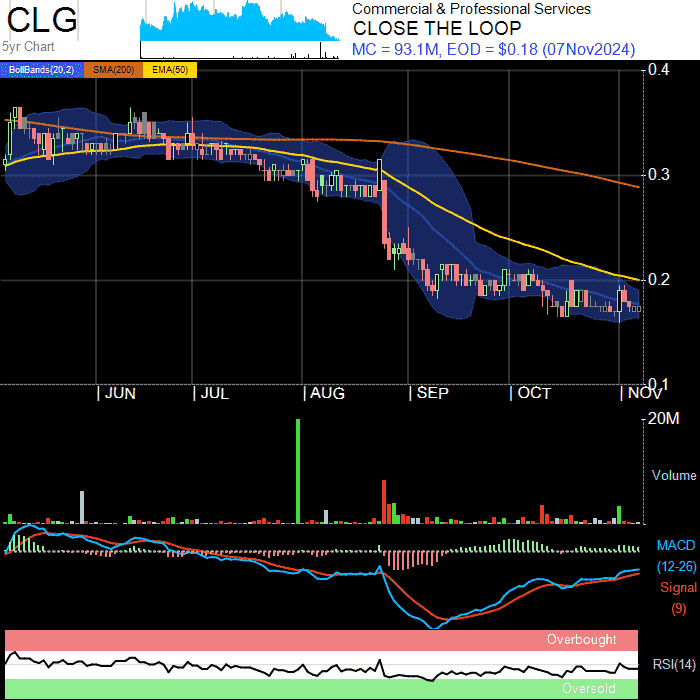 CLG
5yr Chart
Commercial & Professional Services
CLOSE THE LOOP
MC = 93.1M, EOD = $0.18 (07Nov2024)
BollBands(20,2) SMA(200) EMA(50)
0.4
0.3
0.2
0.1
JUN JUL AUG SEP OCT NOV
20M
Volume
MACD
(12-26)
Signal
(9)
Overbought
RSI(14)
Oversold